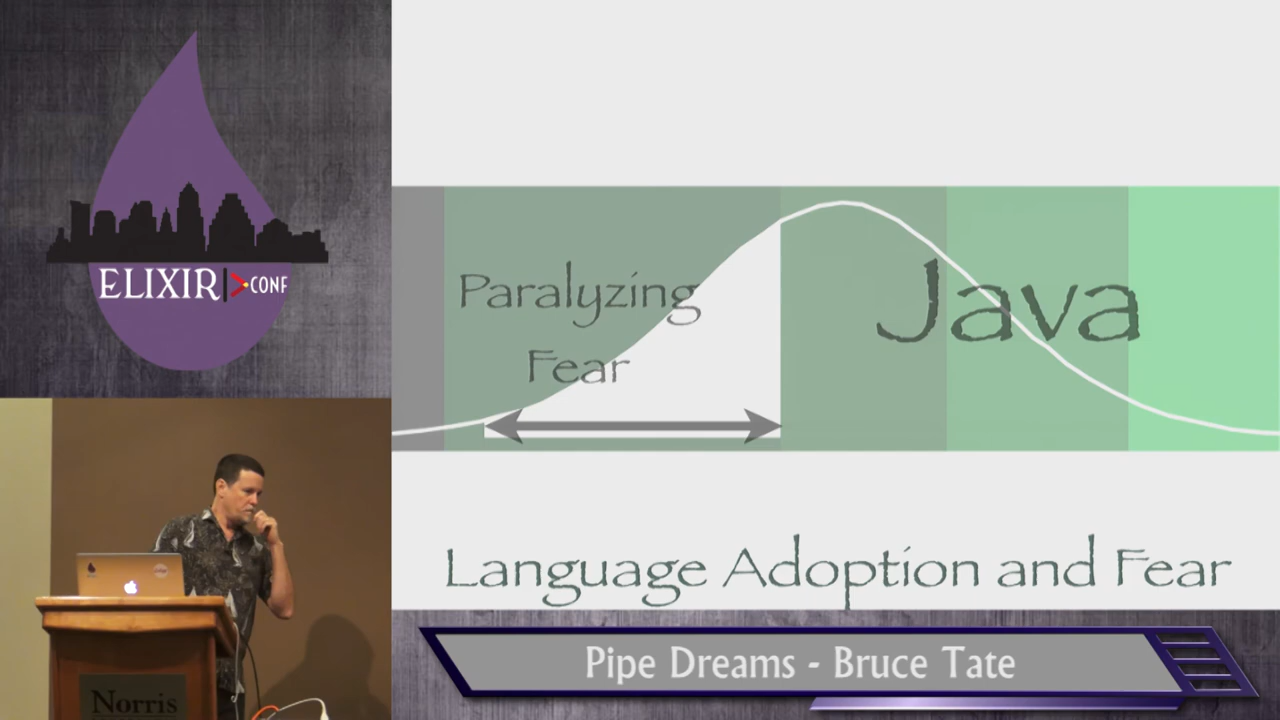 ELIXIR|>CONF
Paralyzing
Fear
Java
Language Adoption and Fear
Pipe Dreams - Bruce Tate
Norris